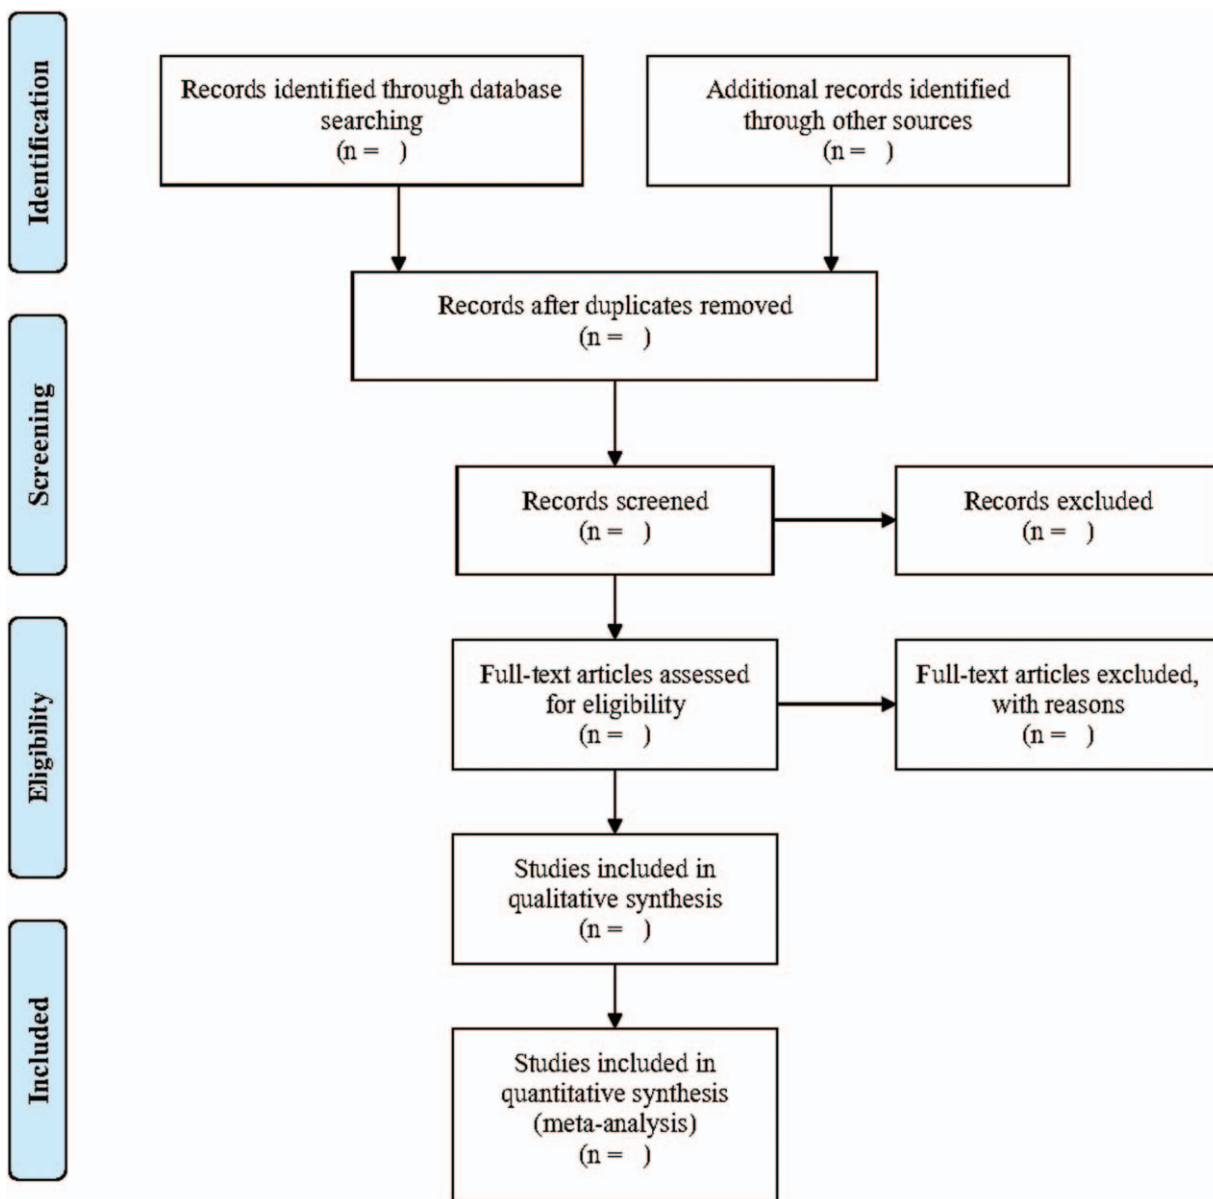 Identification
Records identified through database
searching
(n =   )
Additional records identified
through other sources
(n =   )
Records after duplicates removed
(n =   )
Screening
Records screened
(n =   )
Records excluded
(n =   )
Eligibility
Full-text articles assessed
for eligibility
(n =   )
Full-text articles excluded,
with reasons
(n =   )
Studies included in
qualitative synthesis
(n =   )
Included
Studies included in
quantitative synthesis
(meta-analysis)
(n =   )